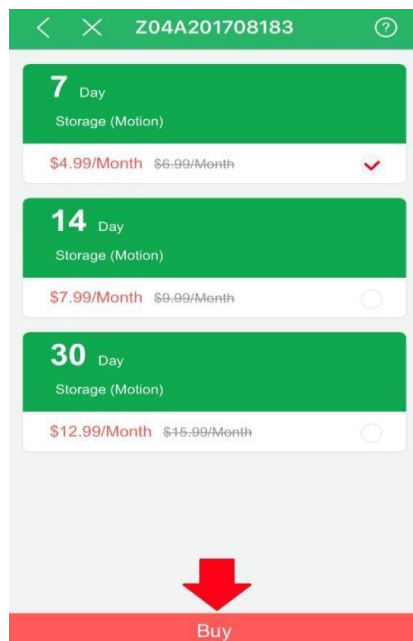 Z04A201708183 ?
7 Day
Storage (Motion)
$4.99/Month $6.99/Month
14 Day
Storage (Motion)
$7.99/Month $9.99/Month
30 Day
Storage (Motion)
$12.99/Month $15.99/Month
Buy